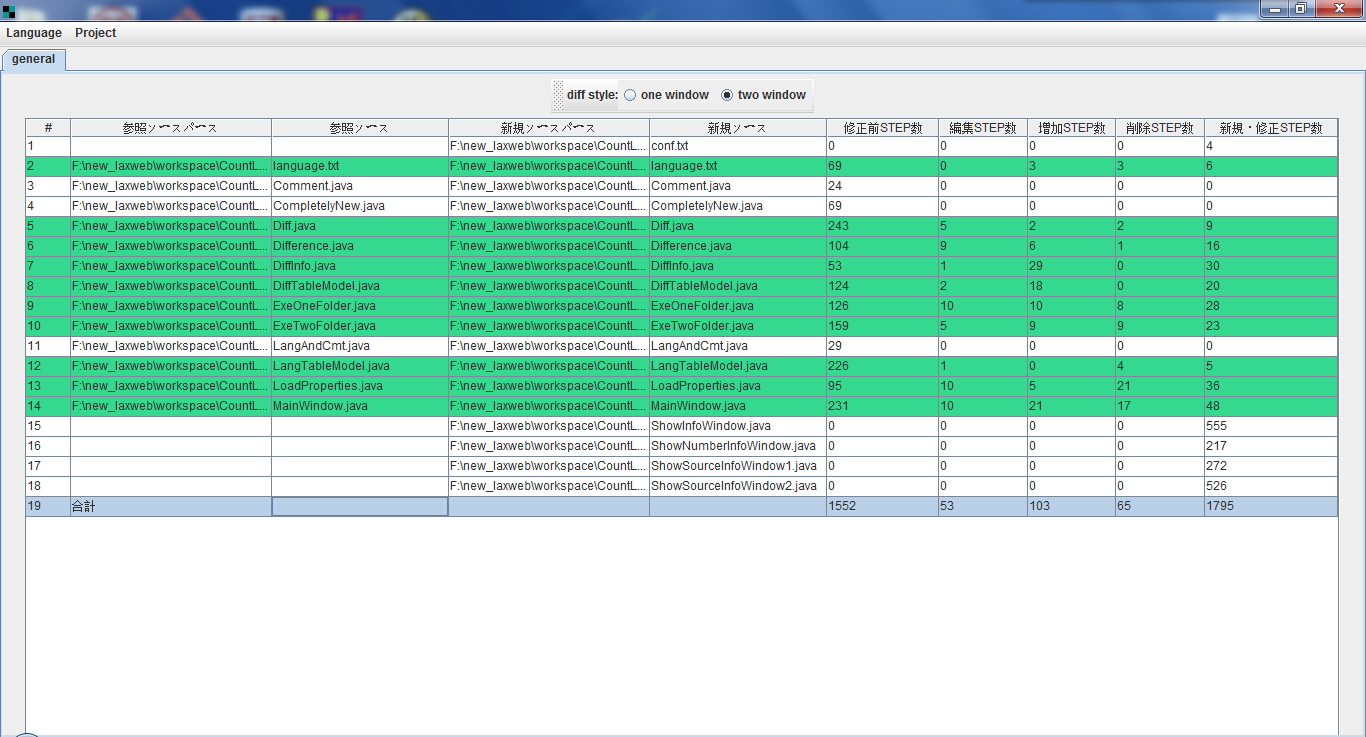 Language Project
general
diff style: one window two window
# 参照ソースパース 参照ソース 新規ソースパース 新規ソース 修正前STEP数 編集STEP数 増加STEP数 削除STEP数 新規・修正STEP数
1 F:\new_laxweb\workspace\CountL... conf.txt 0 0 0 0 4
2 F:\new_laxweb\workspace\CountL... language.txt F:\new_laxweb\workspace\CountL... language.txt 69 0 3 3 6
3 F:\new_laxweb\workspace\CountL... Comment.java F:\new_laxweb\workspace\CountL... Comment.java 24 0 0 0 0
4 F:\new_laxweb\workspace\CountL... CompletelyNew.java F:\new_laxweb\workspace\CountL... CompletelyNew.java 69 0 0 0 0
5 F:\new_laxweb\workspace\CountL... Diff.java F:\new_laxweb\workspace\CountL... Diff.java 243 5 2 2 9
6 F:\new_laxweb\workspace\CountL... Difference.java F:\new_laxweb\workspace\CountL... Difference.java 104 9 6 1 16
7 F:\new_laxweb\workspace\CountL... DiffInfo.java F:\new_laxweb\workspace\CountL... DiffInfo.java 53 1 29 0 30
8 F:\new_laxweb\workspace\CountL... DiffTableModel.java F:\new_laxweb\workspace\CountL... DiffTableModel.java 124 2 18 0 20
9 F:\new_laxweb\workspace\CountL... ExeOneFolder.java F:\new_laxweb\workspace\CountL... ExeOneFolder.java 126 10 10 8 28
10 F:\new_laxweb\workspace\CountL... ExeTwoFolder.java F:\new_laxweb\workspace\CountL... ExeTwoFolder.java 159 5 9 9 23
11 F:\new_laxweb\workspace\CountL... LangAndCmt.java F:\new_laxweb\workspace\CountL... LangAndCmt.java 29 0 0 0 0
12 F:\new_laxweb\workspace\CountL... LangTableModel.java F:\new_laxweb\workspace\CountL... LangTableModel.java 226 1 0 4 5
13 F:\new_laxweb\workspace\CountL... LoadProperties.java F:\new_laxweb\workspace\CountL... LoadProperties.java 95 10 5 21 36
14 F:\new_laxweb\workspace\CountL... MainWindow.java F:\new_laxweb\workspace\CountL... MainWindow.java 231 10 21 17 48
15 F:\new_laxweb\workspace\CountL... ShowInfoWindow.java 0 0 0 0 555
16 F:\new_laxweb\workspace\CountL... ShowNumberInfoWindow.java 0 0 0 0 217
17 F:\new_laxweb\workspace\CountL... ShowSourceInfoWindow1.java 0 0 0 0 272
18 F:\new_laxweb\workspace\CountL... ShowSourceInfoWindow2.java 0 0 0 0 526
19 合計 1552 53 103 65 1795